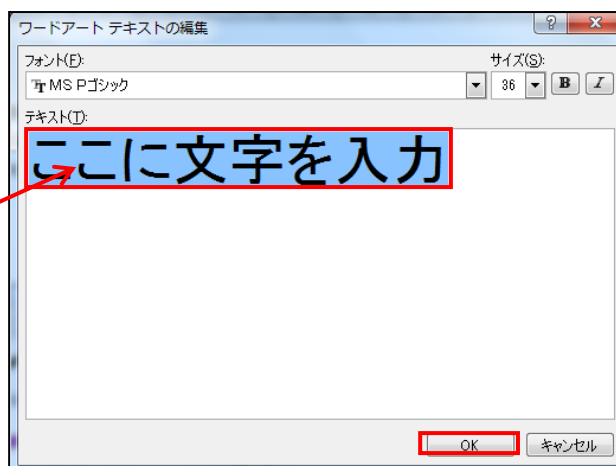 ワードアート テキストの編集
フォント(F): サイズ(S):
MS Pゴシック 36 B I
テキスト(T):
ここに文字を入力
OK キャンセル